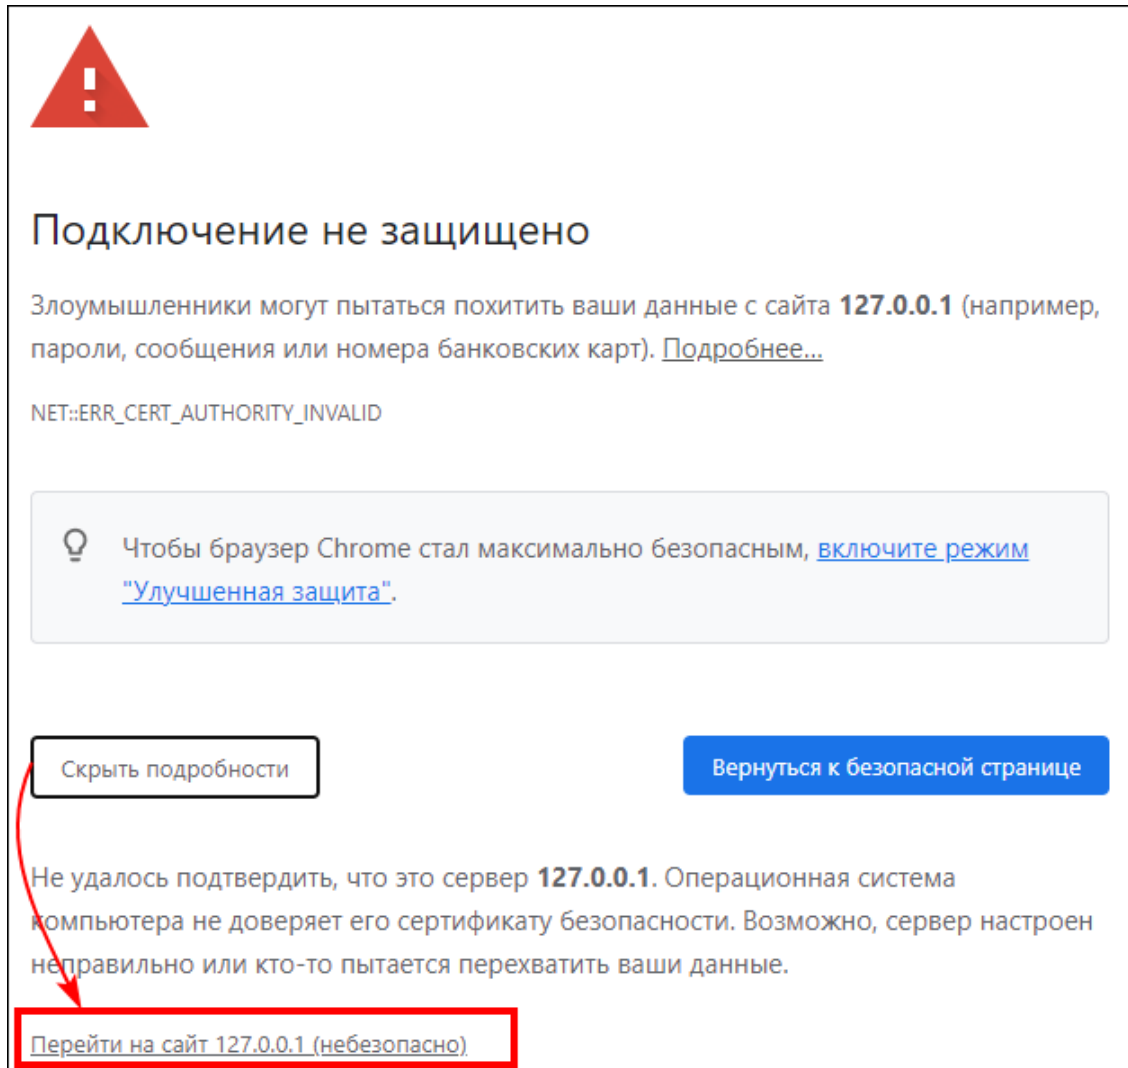 Подключение не защищено
Злоумышленники могут пытаться похитить ваши данные с сайта 127.0.0.1 (например,
пароли, сообщения или номера банковских карт). Подробнее...
NET::ERR_CERT_AUTHORITY_INVALID
Чтобы браузер Chrome стал максимально безопасным, включите режим
"Улучшенная защита".
Скрыть подробности
Вернуться к безопасной странице
Не удалось подтвердить, что это сервер 127.0.0.1. Операционная система
компьютера не доверяет его сертификату безопасности. Возможно, сервер настроен
неправильно или кто-то пытается перехватить ваши данные.
Перейти на сайт 127.0.0.1 (небезопасно)